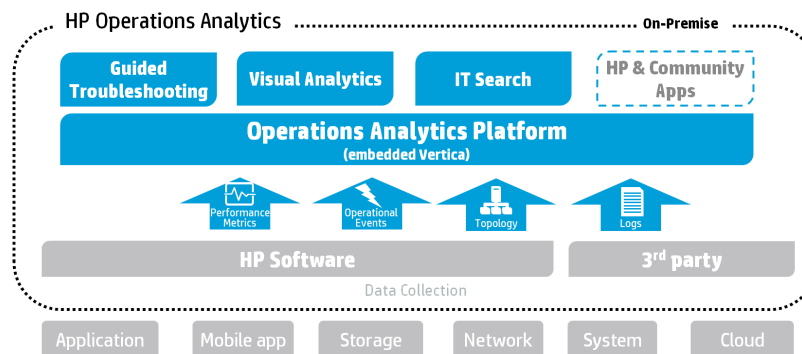 HP Operations Analytics
On-Premise
Guided
Troubleshooting
Visual Analytics
IT Search
HP & Community
Apps
Operations Analytics Platform
(embedded Vertica)
Performance
Metrics
Operational
Events
Topology
Logs
HP Software
3rd party
Data Collection
Application
Mobile app
Storage
Network
System
Cloud